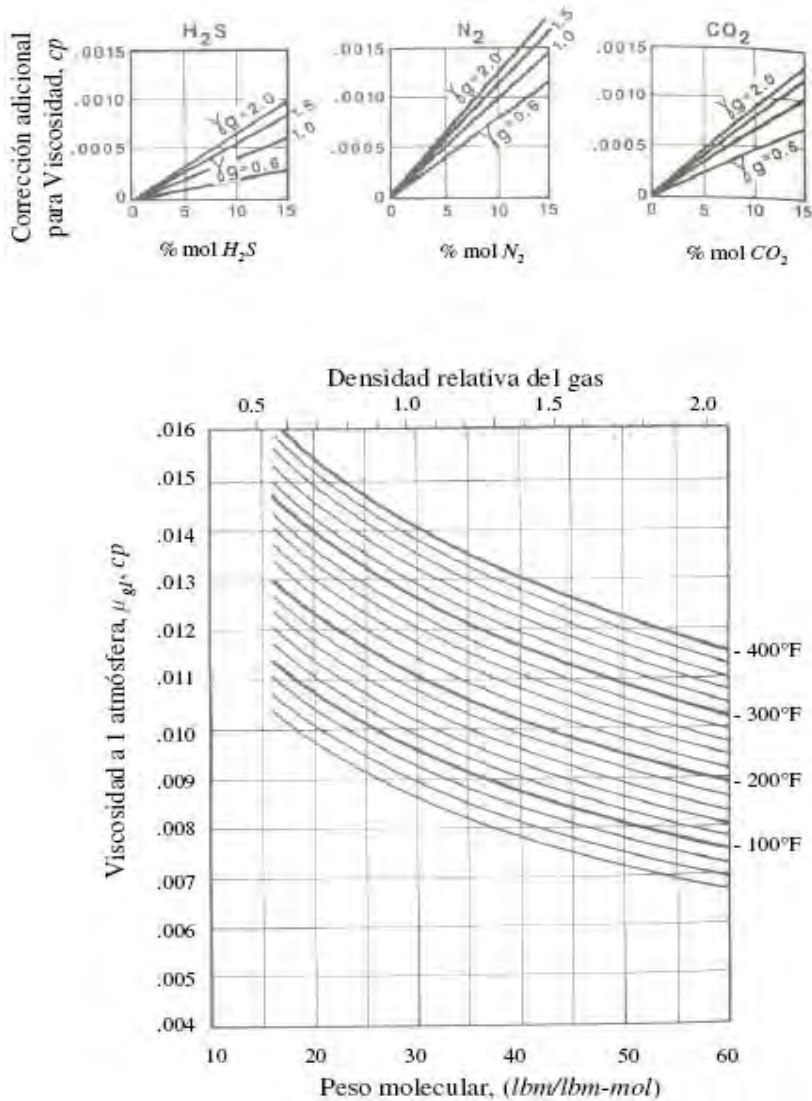 Corrección adicional
para Viscosidad, cp
H2S
.0015
.0010
.0005
0
γg=2.0
1.5
1.0
γg=0.6
0 5 10 15
% mol H2S
N2
.0015
.0010
.0005
0
γg=2.0
1.5
1.0
γg=0.6
0 5 10 15
% mol N2
CO2
.0015
.0010
.0005
0
γg=2.0
γg=0.6
0 5 10 15
% mol CO2
Densidad relativa del gas
0.5 1.0 1.5 2.0
Viscosidad a 1 atmósfera, μg1, cp
.016
.015
.014
.013
.012
.011
.010
.009
.008
.007
.006
.005
.004
- 400°F
- 300°F
- 200°F
- 100°F
10 20 30 40 50 60
Peso molecular, (lbm/lbm-mol)